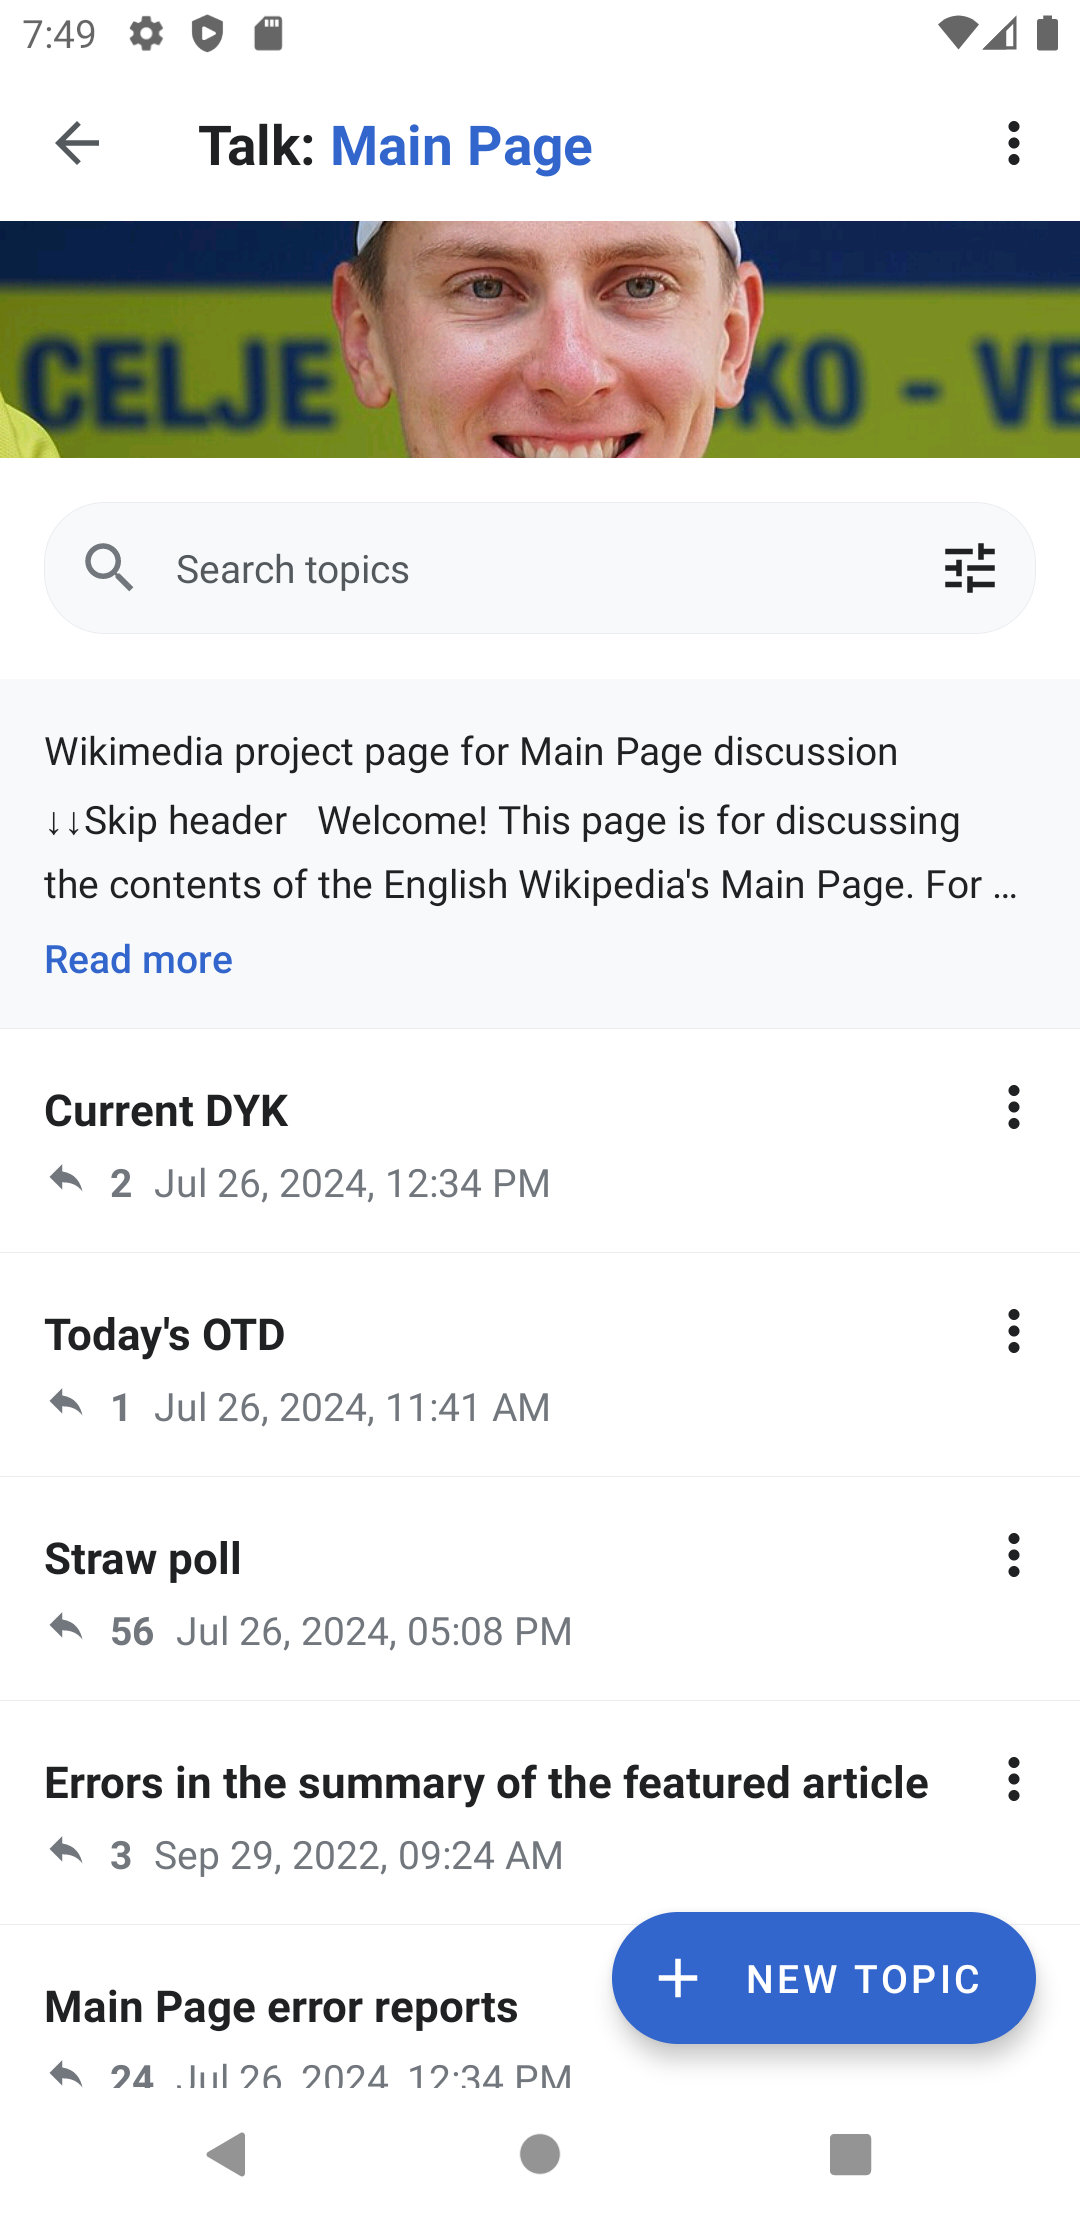 7:49
Talk: Main Page
CELJE KO - VE
Search topics
Wikimedia project page for Main Page discussion
↓↓Skip header   Welcome! This page is for discussing
the contents of the English Wikipedia's Main Page. For …
Read more
Current DYK
2 Jul 26, 2024, 12:34 PM
Today's OTD
1 Jul 26, 2024, 11:41 AM
Straw poll
56 Jul 26, 2024, 05:08 PM
Errors in the summary of the featured article
3 Sep 29, 2022, 09:24 AM
NEW TOPIC
Main Page error reports
24 Jul 26, 2024, 12:34 PM